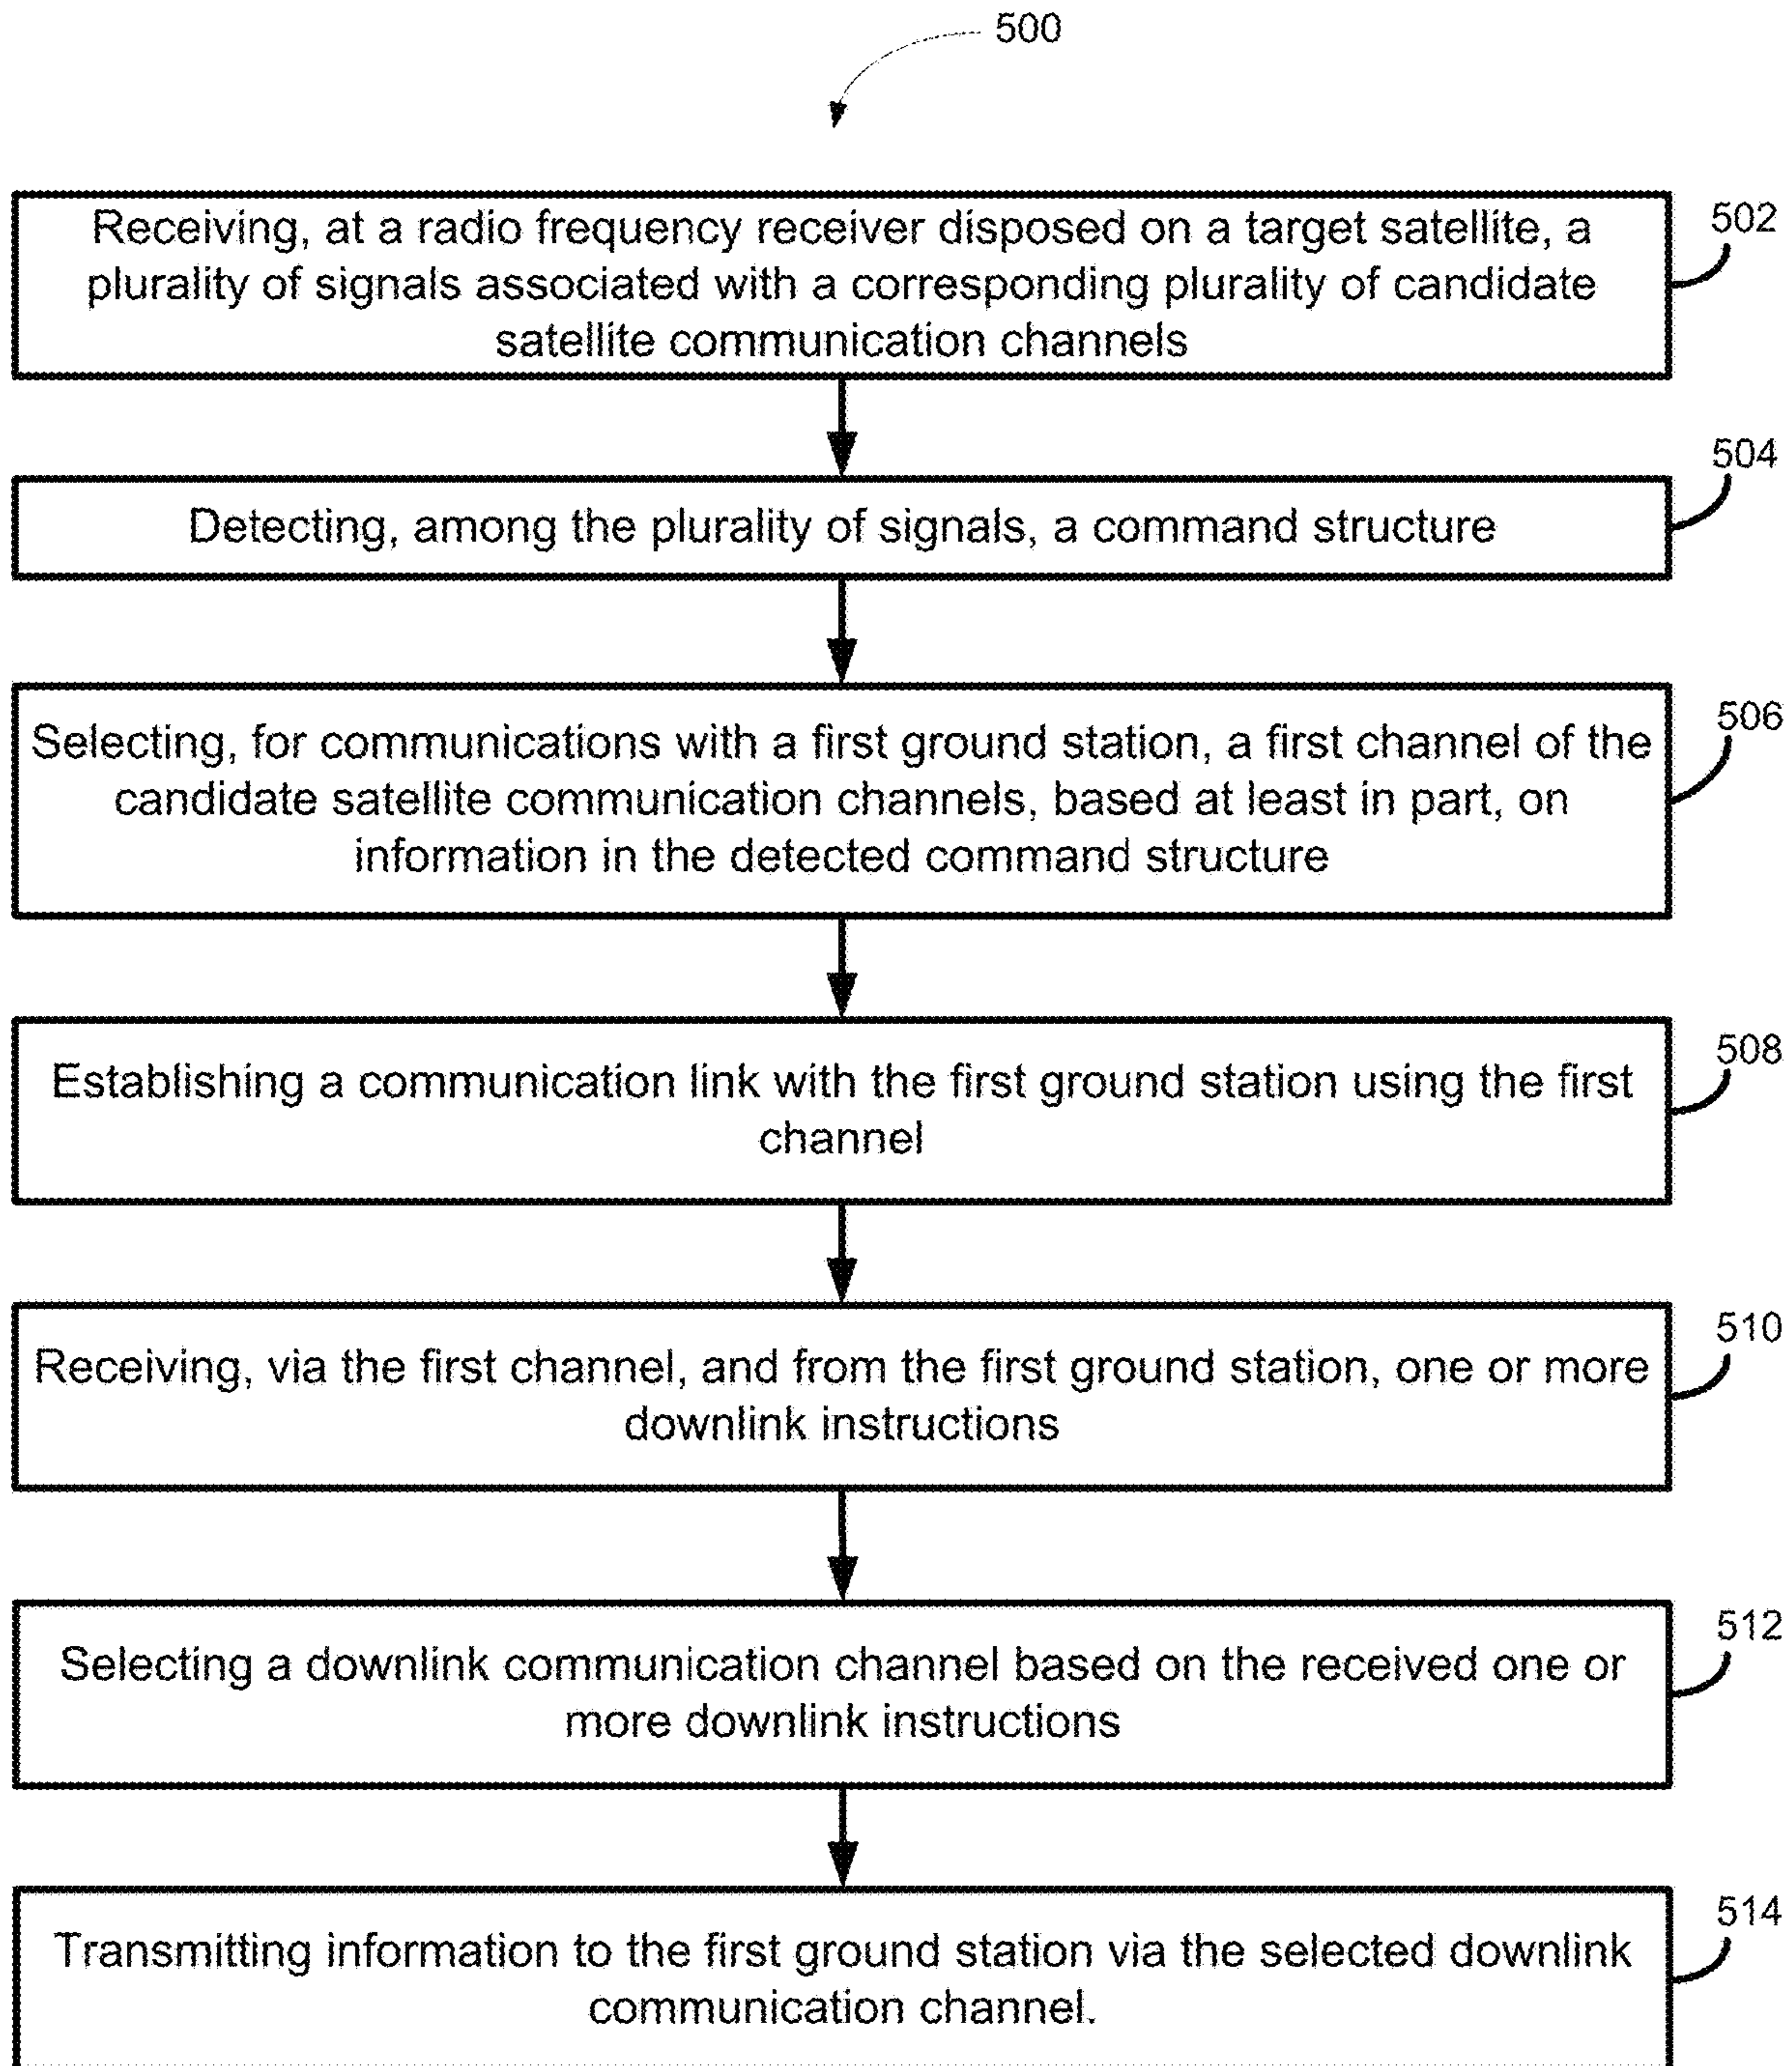 500
Receiving, at a radio frequency receiver disposed on a target satellite, a
plurality of signals associated with a corresponding plurality of candidate
satellite communication channels
502
Detecting, among the plurality of signals, a command structure
504
Selecting, for communications with a first ground station, a first channel of the
candidate satellite communication channels, based at least in part, on
information in the detected command structure
506
Establishing a communication link with the first ground station using the first
channel
508
Receiving, via the first channel, and from the first ground station, one or more
downlink instructions
510
Selecting a downlink communication channel based on the received one or
more downlink instructions
512
Transmitting information to the first ground station via the selected downlink
communication channel.
514